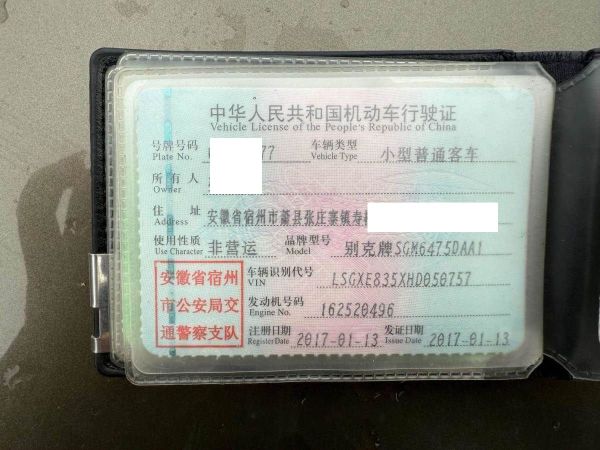 中华人民共和国机动车行驶证
Vehicle License of the People's Republic of China
号牌号码 77 车辆类型 小型普通客车
Plate No. Vehicle Type
所有人
Owner
住址 安徽省宿州市萧县张庄寨镇寿
Address
使用性质 非营运 品牌型号 别克牌SGM6475DAA1
Use Character Model
安徽省宿州 车辆识别代号 LSGXE835XHD050757
VIN
市公安局交 发动机号码 162520496
Engine No.
通警察支队 注册日期 2017-01-13 发证日期 2017-01-13
Register Date Issue Date